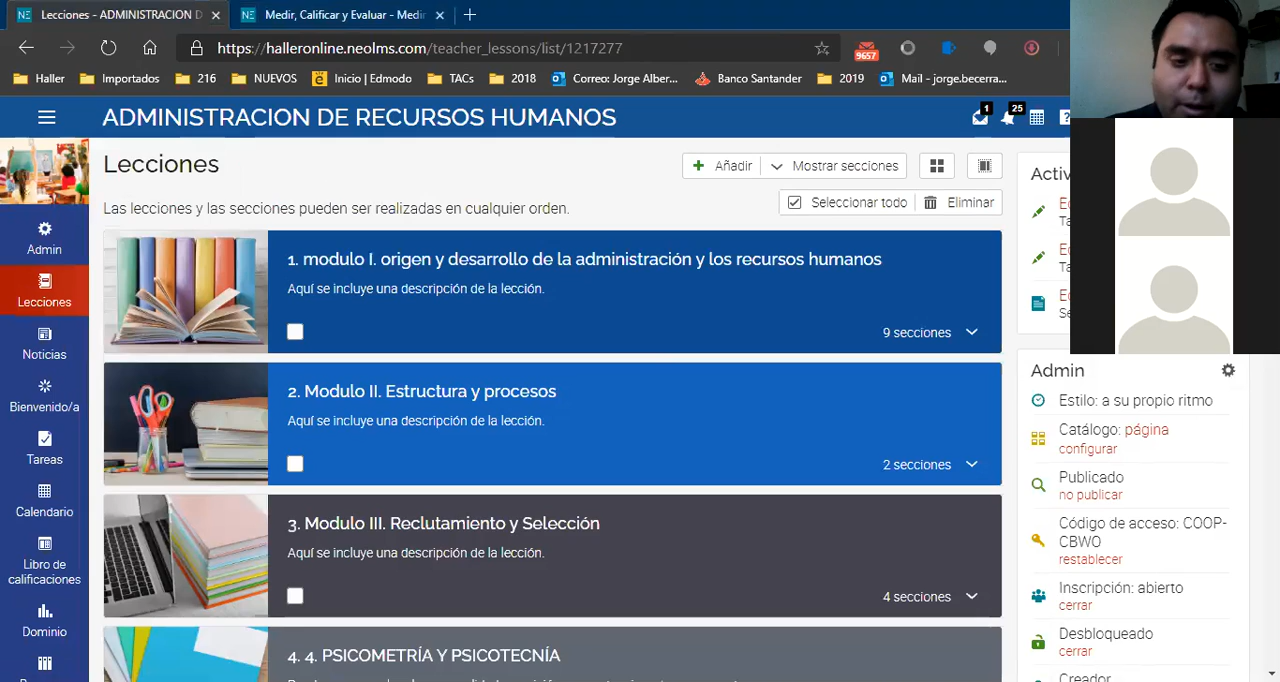 Lecciones - ADMINISTRACION D
Medir, Calificar y Evaluar - Medir
https://halleronline.neolms.com/teacher_lessons/list/1217277
9657
Haller
Importados
216
NUEVOS
Inicio | Edmodo
TACs
2018
Correo: Jorge Alber...
Banco Santander
2019
Mail - jorge.becerra...
ADMINISTRACION DE RECURSOS HUMANOS
1
25
Lecciones
Añadir
Mostrar secciones
Las lecciones y las secciones pueden ser realizadas en cualquier orden.
Seleccionar todo
Eliminar
Admin
Lecciones
Noticias
Bienvenido/a
Tareas
Calendario
Libro de
calificaciones
Dominio
1. modulo I. origen y desarrollo de la administración y los recursos humanos
Aquí se incluye una descripción de la lección.
9 secciones
2. Modulo II. Estructura y procesos
Aquí se incluye una descripción de la lección.
2 secciones
3. Modulo III. Reclutamiento y Selección
Aquí se incluye una descripción de la lección.
4 secciones
4. 4. PSICOMETRÍA Y PSICOTECNÍA
Activ
Ec
Ta
Ec
Ta
Ec
Se
Admin
Estilo: a su propio ritmo
Catálogo: página
configurar
Publicado
no publicar
Código de acceso: COOP-
CBWO
restablecer
Inscripción: abierto
cerrar
Desbloqueado
cerrar
Creador